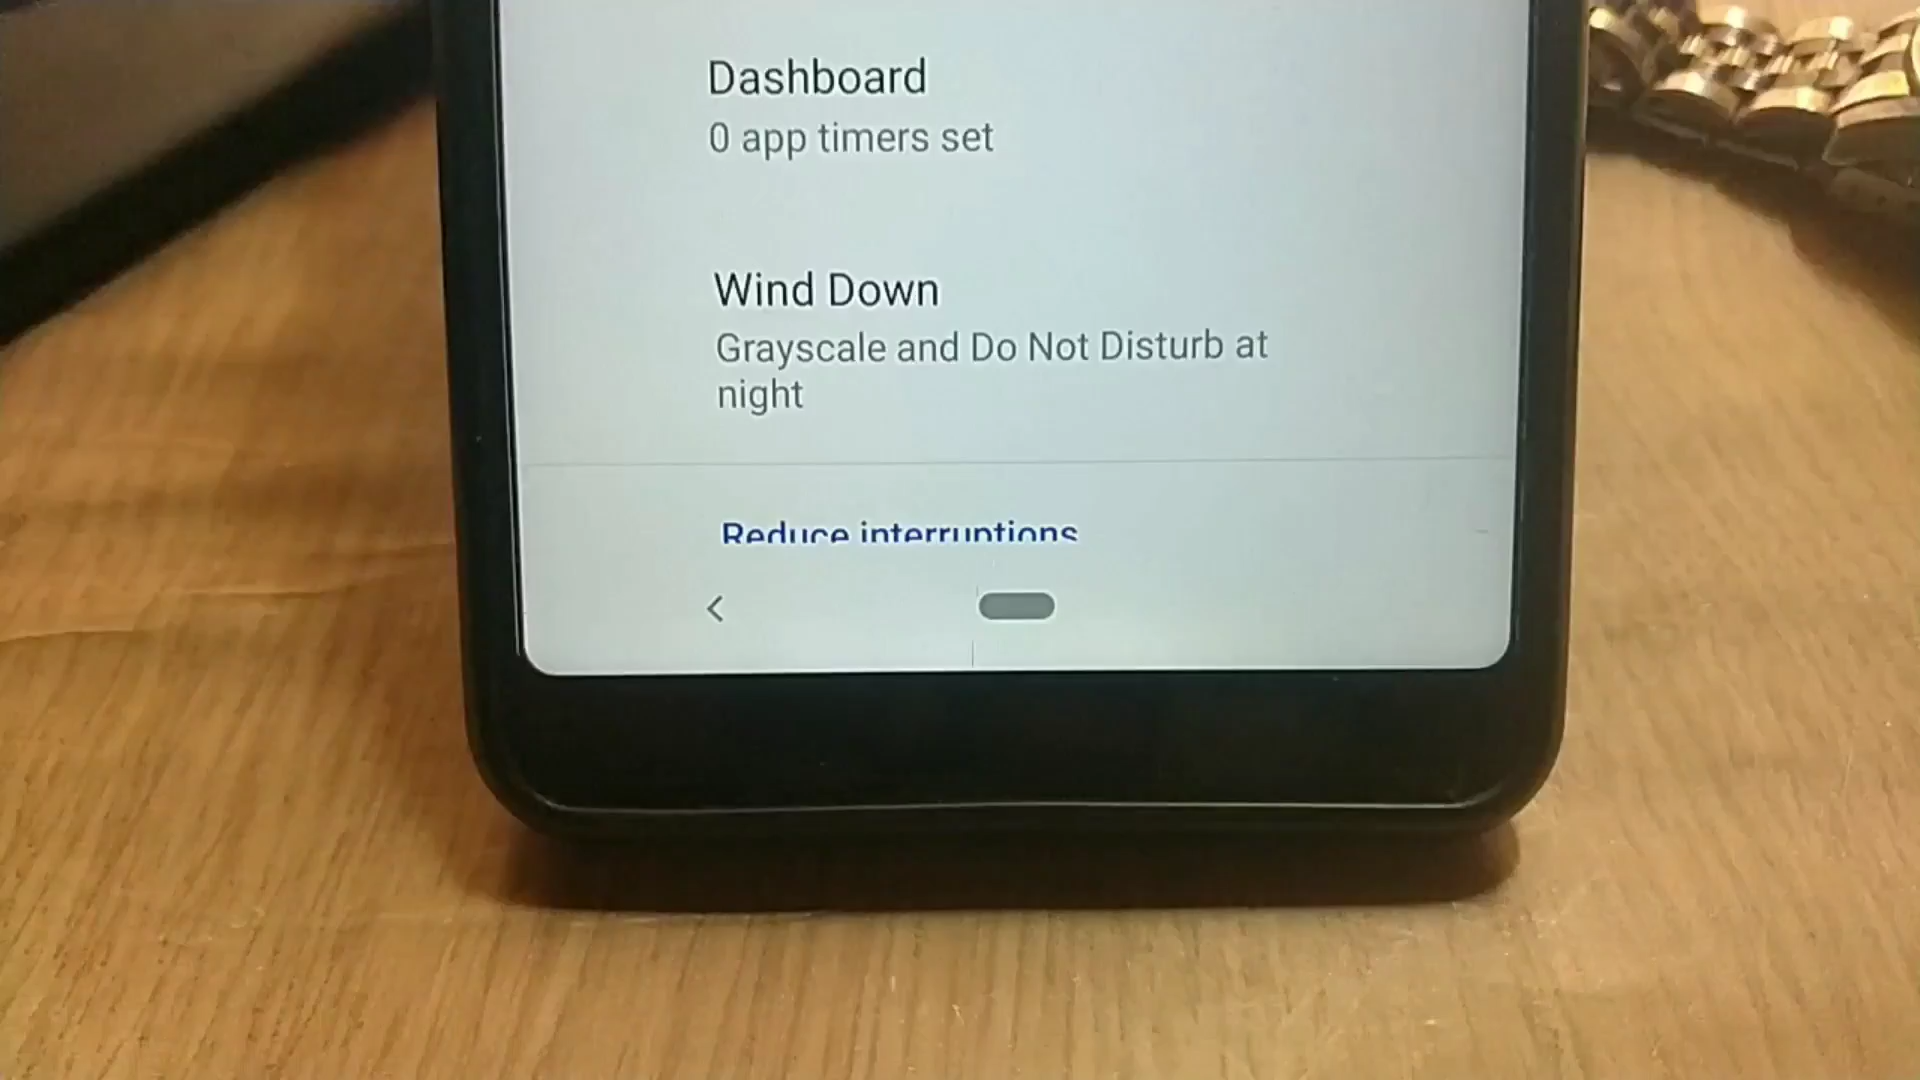 Dashboard
0 app timers set
Wind Down
Grayscale and Do Not Disturb at
night
Reduce interruptions